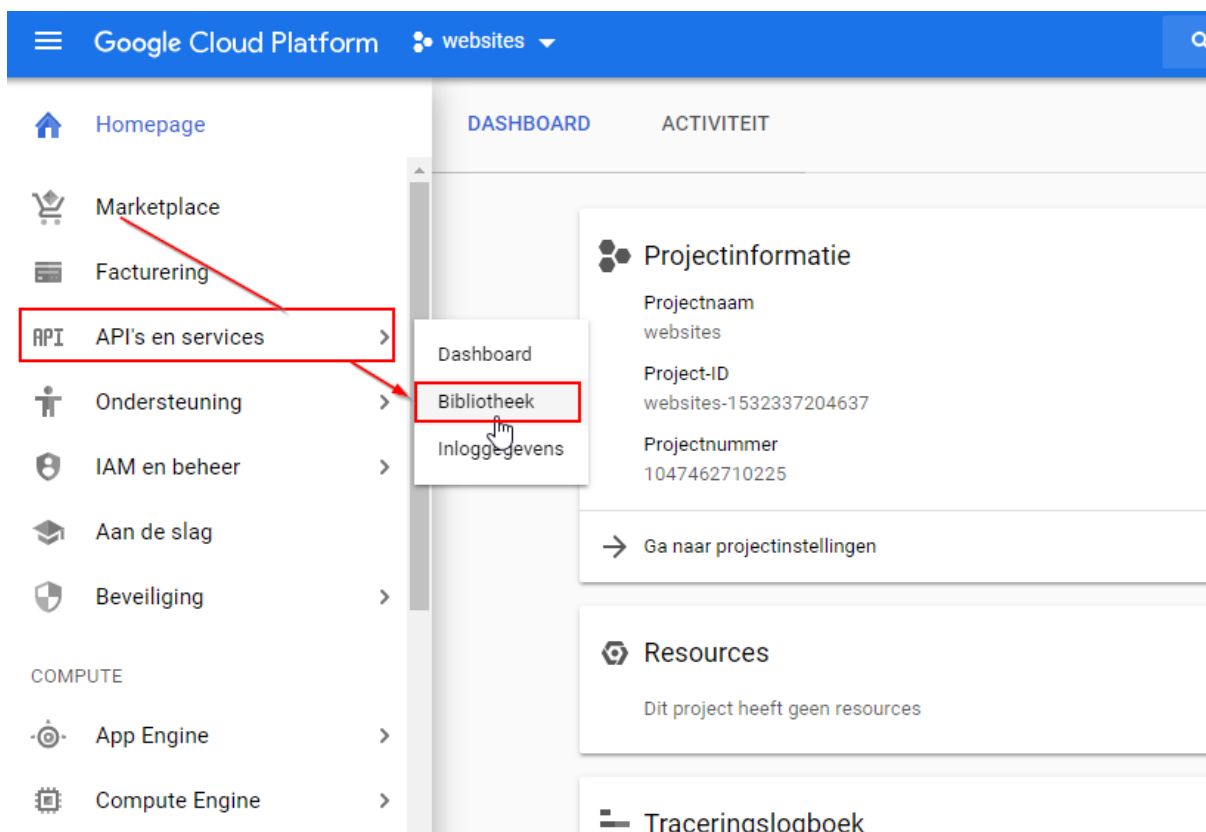 Google Cloud Platform
websites
Homepage
Marketplace
Facturering
API
API's en services
Ondersteuning
IAM en beheer
Aan de slag
Beveiliging
COMPUTE
App Engine
Compute Engine
Dashboard
Bibliotheek
Inloggegevens
DASHBOARD
ACTIVITEIT
Projectinformatie
Projectnaam
websites
Project-ID
websites-1532337204637
Projectnummer
1047462710225
Ga naar projectinstellingen
Resources
Dit project heeft geen resources
Traceringslogboek